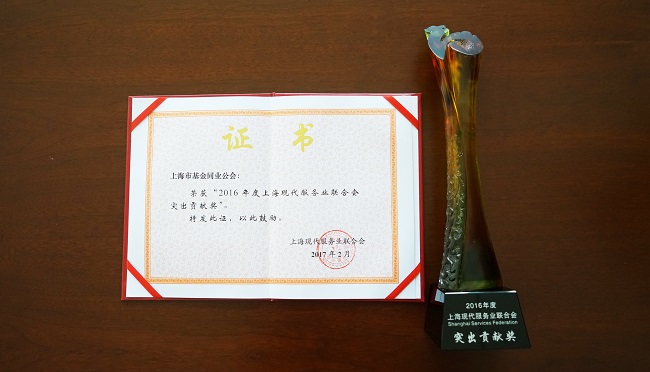 证书
上海市基金同业公会：
荣获“2016年度上海现代服务业联合会
突出贡献奖”。
特发此证，以此鼓励。
上海现代服务业联合会
2017年2月
2016年度
上海现代服务业联合会
Shanghai Services Federation
突出贡献奖